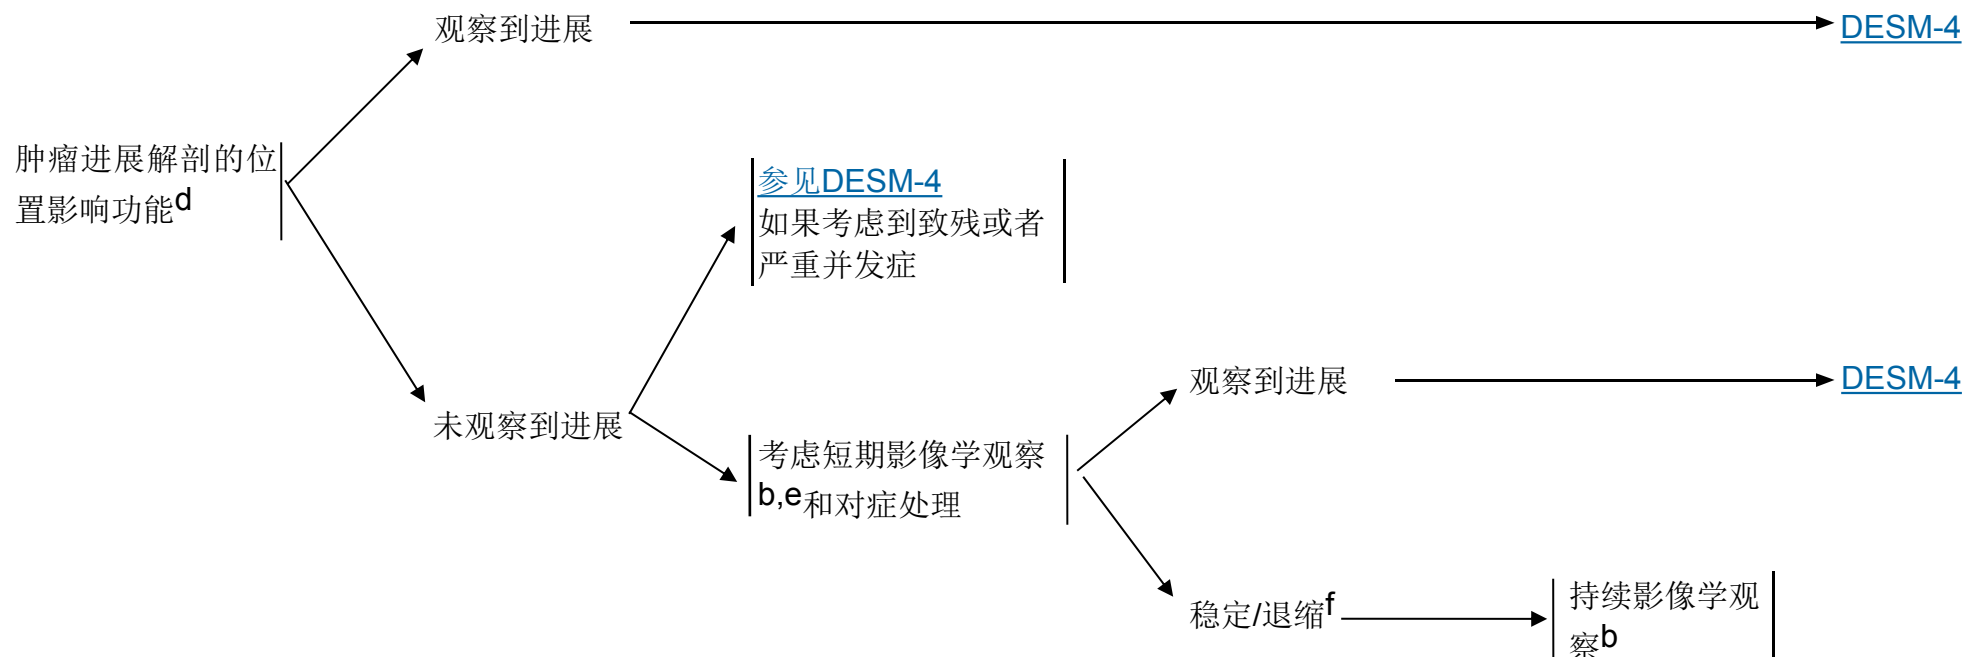 观察到进展
DESM-4
肿瘤进展解剖的位
置影响功能d
参见DESM-4
如果考虑到致残或者
严重并发症
观察到进展
DESM-4
未观察到进展
考虑短期影像学观察
b,e和对症处理
稳定/退缩f
持续影像学观
察b